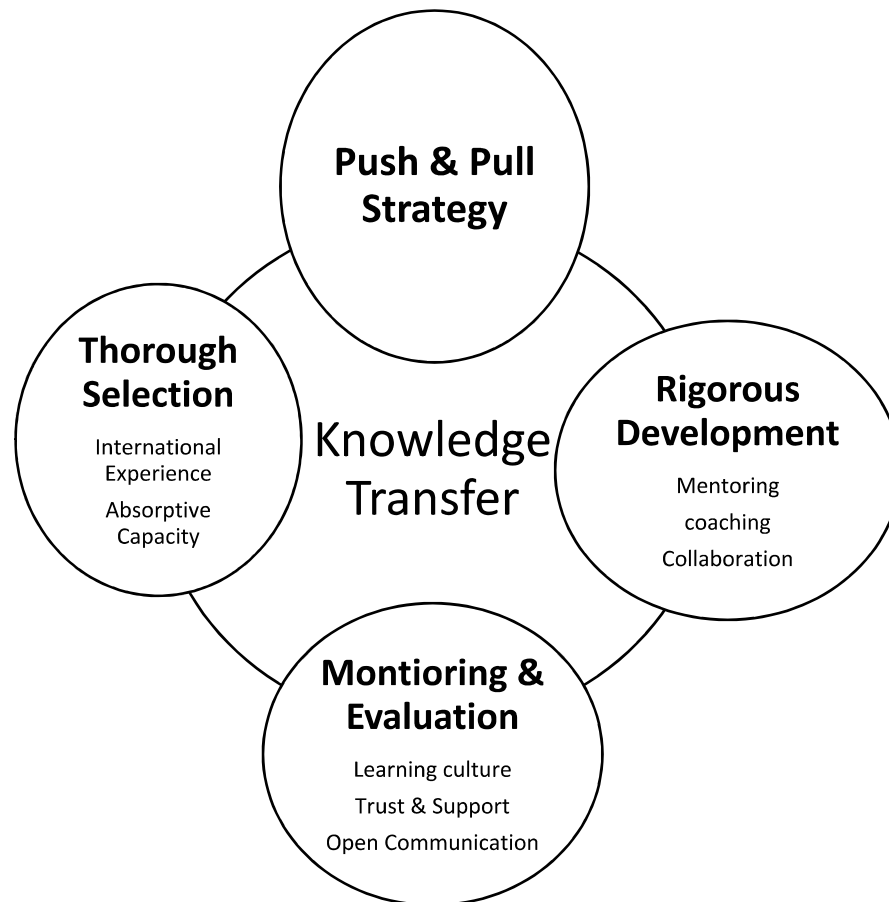 Push & Pull
Strategy
Thorough
Selection
International
Experience
Absorptive
Capacity
Knowledge
Transfer
Rigorous
Development
Mentoring
coaching
Collaboration
Montioring &
Evaluation
Learning culture
Trust & Support
Open Communication